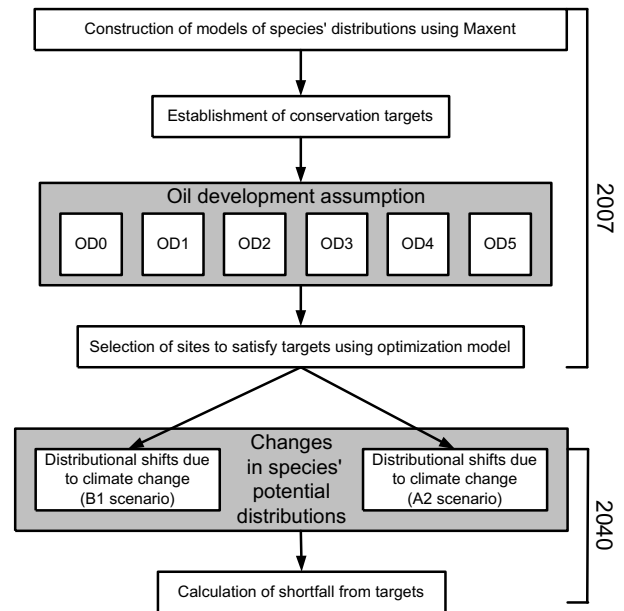 Construction of models of species' distributions using Maxent
Establishment of conservation targets
Oil development assumption
OD0
OD1
OD2
OD3
OD4
OD5
Selection of sites to satisfy targets using optimization model
2007
Distributional shifts due
to climate change
(B1 scenario)
Changes
in species'
potential
distributions
Distributional shifts due
to climate change
(A2 scenario)
2040
Calculation of shortfall from targets